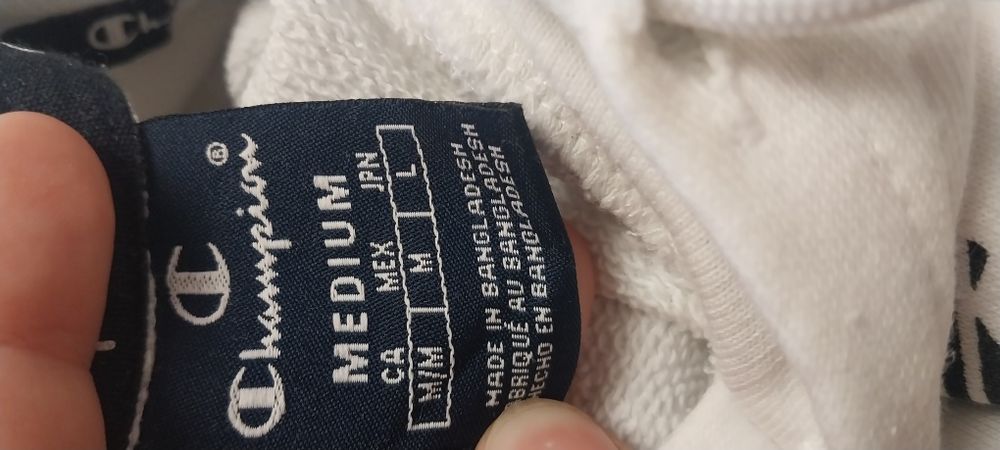 Champion®
MEDIUM
CA MEX JPN
M/M M L
MADE IN BANGLADESH
FABRIQUÉ AU BANGLADESH
HECHO EN BANGLADESH